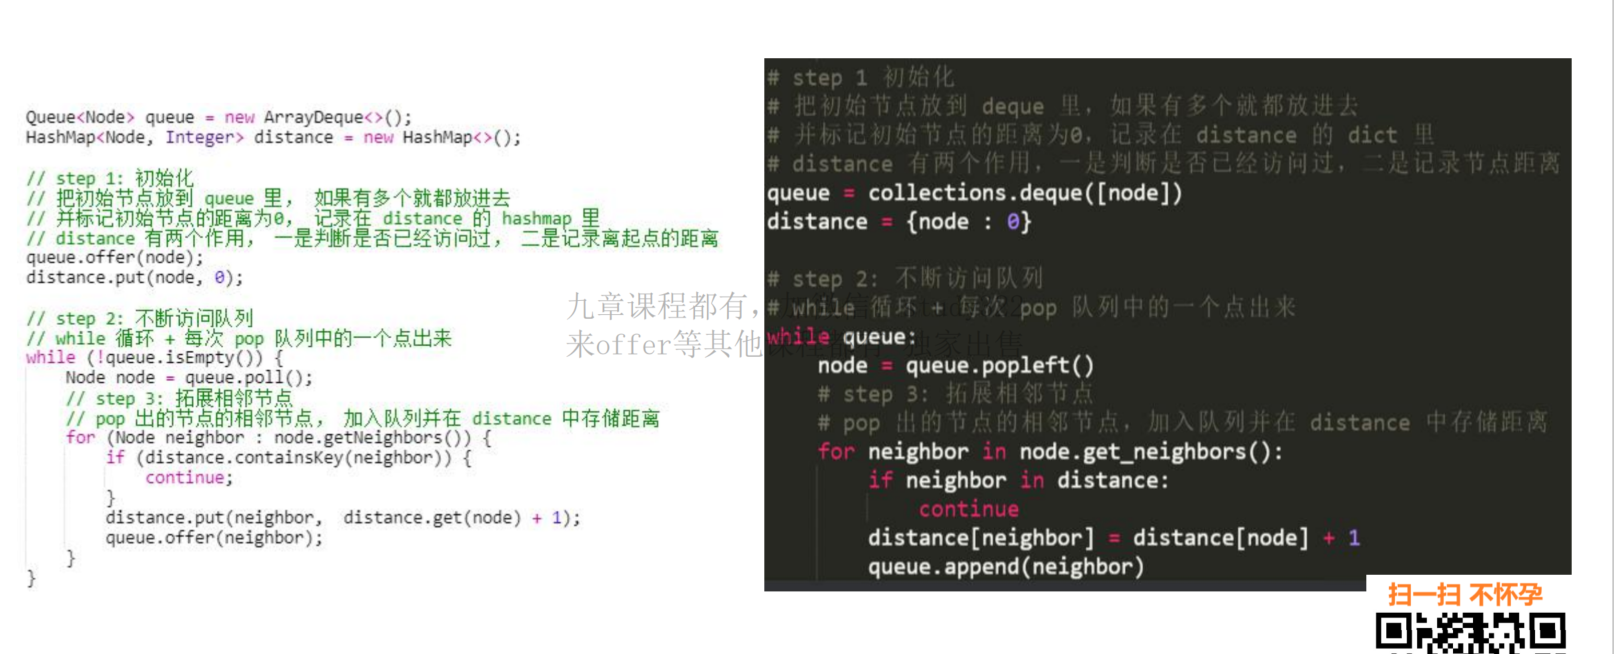 Queue<Node> queue = new ArrayDeque<>();
HashMap<Node, Integer> distance = new HashMap<>();
// step 1: 初始化
// 把初始节点放到 queue 里， 如果有多个就都放进去
// 并标记初始节点的距离为0， 记录在 distance 的 hashmap 里
// distance 有两个作用， 一是判断是否已经访问过， 二是记录离起点的距离
queue.offer(node);
distance.put(node, 0);
// step 2: 不断访问队列
// while 循环 + 每次 pop 队列中的一个点出来
while (!queue.isEmpty()) {
    Node node = queue.poll();
    // step 3: 拓展相邻节点
    // pop 出的节点的相邻节点， 加入队列并在 distance 中存储距离
    for (Node neighbor : node.getNeighbors()) {
        if (distance.containsKey(neighbor)) {
            continue;
        }
        distance.put(neighbor,  distance.get(node) + 1);
        queue.offer(neighbor);
    }
}
# step 1 初始化
# 把初始节点放到 deque 里，如果有多个就都放进去
# 并标记初始节点的距离为0，记录在 distance 的 dict 里
# distance 有两个作用，一是判断是否已经访问过，二是记录节点距离
queue = collections.deque([node])
distance = {node : 0}
# step 2: 不断访问队列
# while 循环 + 每次 pop 队列中的一个点出来
while queue:
    node = queue.popleft()
    # step 3: 拓展相邻节点
    # pop 出的节点的相邻节点，加入队列并在 distance 中存储距离
    for neighbor in node.get_neighbors():
        if neighbor in distance:
            continue
        distance[neighbor] = distance[node] + 1
        queue.append(neighbor)
九章课程都有，
来offer等其他课程都有 独家出售
扫一扫 不怀孕